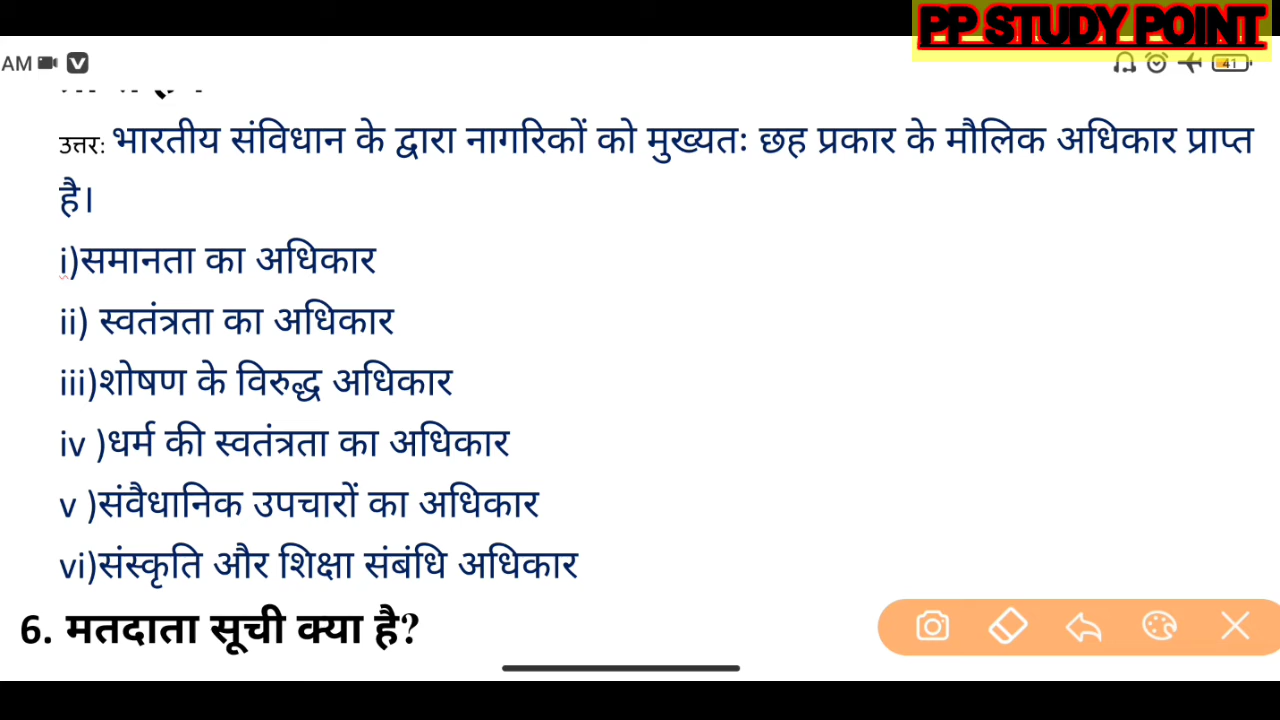 PP STUDY POINT
AM
41
उत्तर: भारतीय संविधान के द्वारा नागरिकों को मुख्यतः छह प्रकार के मौलिक अधिकार प्राप्त
है।
i)समानता का अधिकार
ii) स्वतंत्रता का अधिकार
iii)शोषण के विरुद्ध अधिकार
iv )धर्म की स्वतंत्रता का अधिकार
v )संवैधानिक उपचारों का अधिकार
vi)संस्कृति और शिक्षा संबंधि अधिकार
6. मतदाता सूची क्या है?